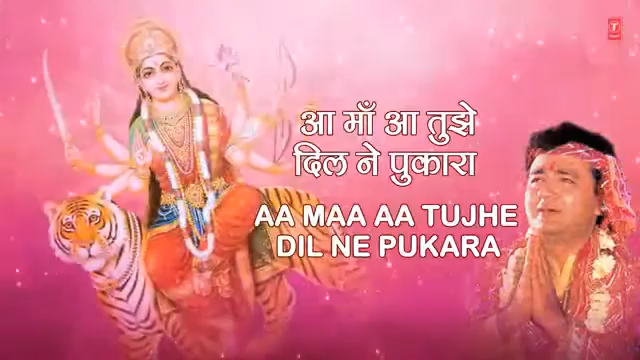 आ माँ आ तुझे
दिल ने पुकारा
AA MAA AA TUJHE
DIL NE PUKARA